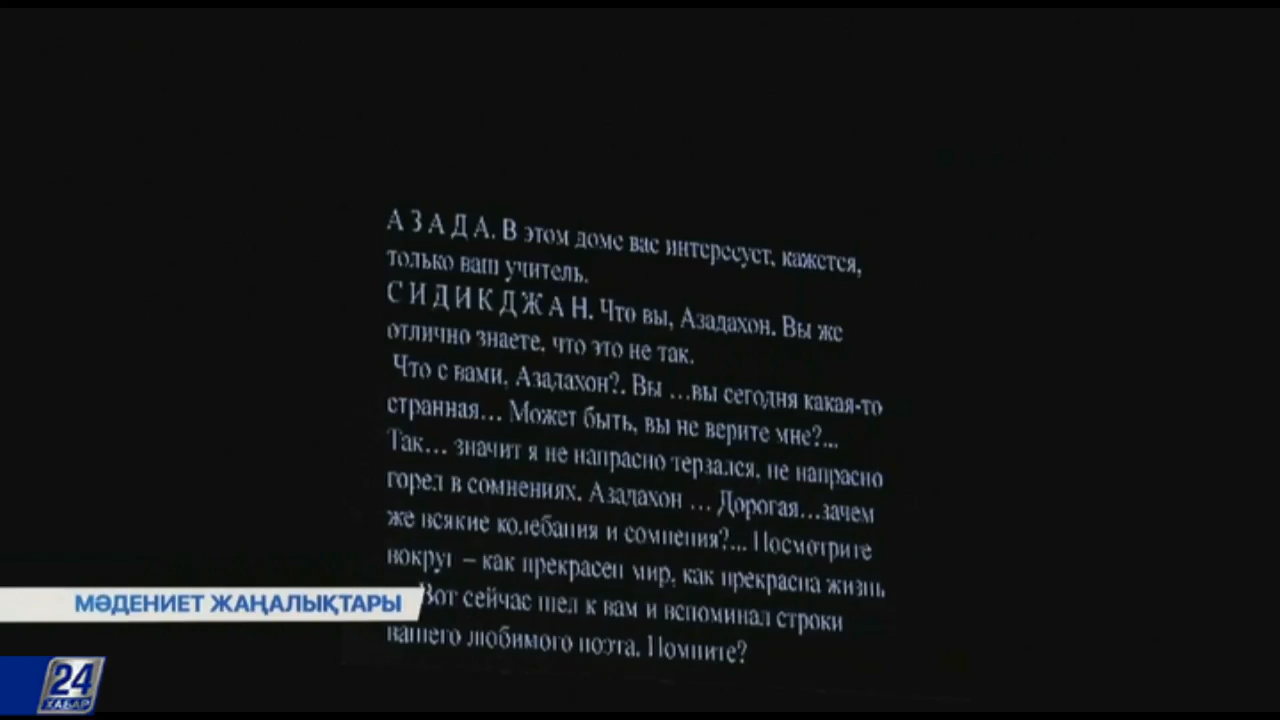 А З А Д А. В этом доме вас интересует, кажется,
только ваш учитель.
С И Д И К Д Ж А Н. Что вы, Азадахон. Вы же
отлично знаете, что это не так.
Что с вами, Азадахон?. Вы ...вы сегодня какая-то
странная... Может быть, вы не верите мне?...
Так... значит я не напрасно терзался, не напрасно
горел в сомнениях. Азадахон ... Дорогая...зачем
же всякие колебания и сомнения?... Посмотрите
вокруг – как прекрасен мир, как прекрасна жизнь
Вот сейчас шел к вам и вспоминал строки
нашего любимого поэта. Помните?
МӘДЕНИЕТ ЖАҢАЛЫҚТАРЫ
24
ХАБАР